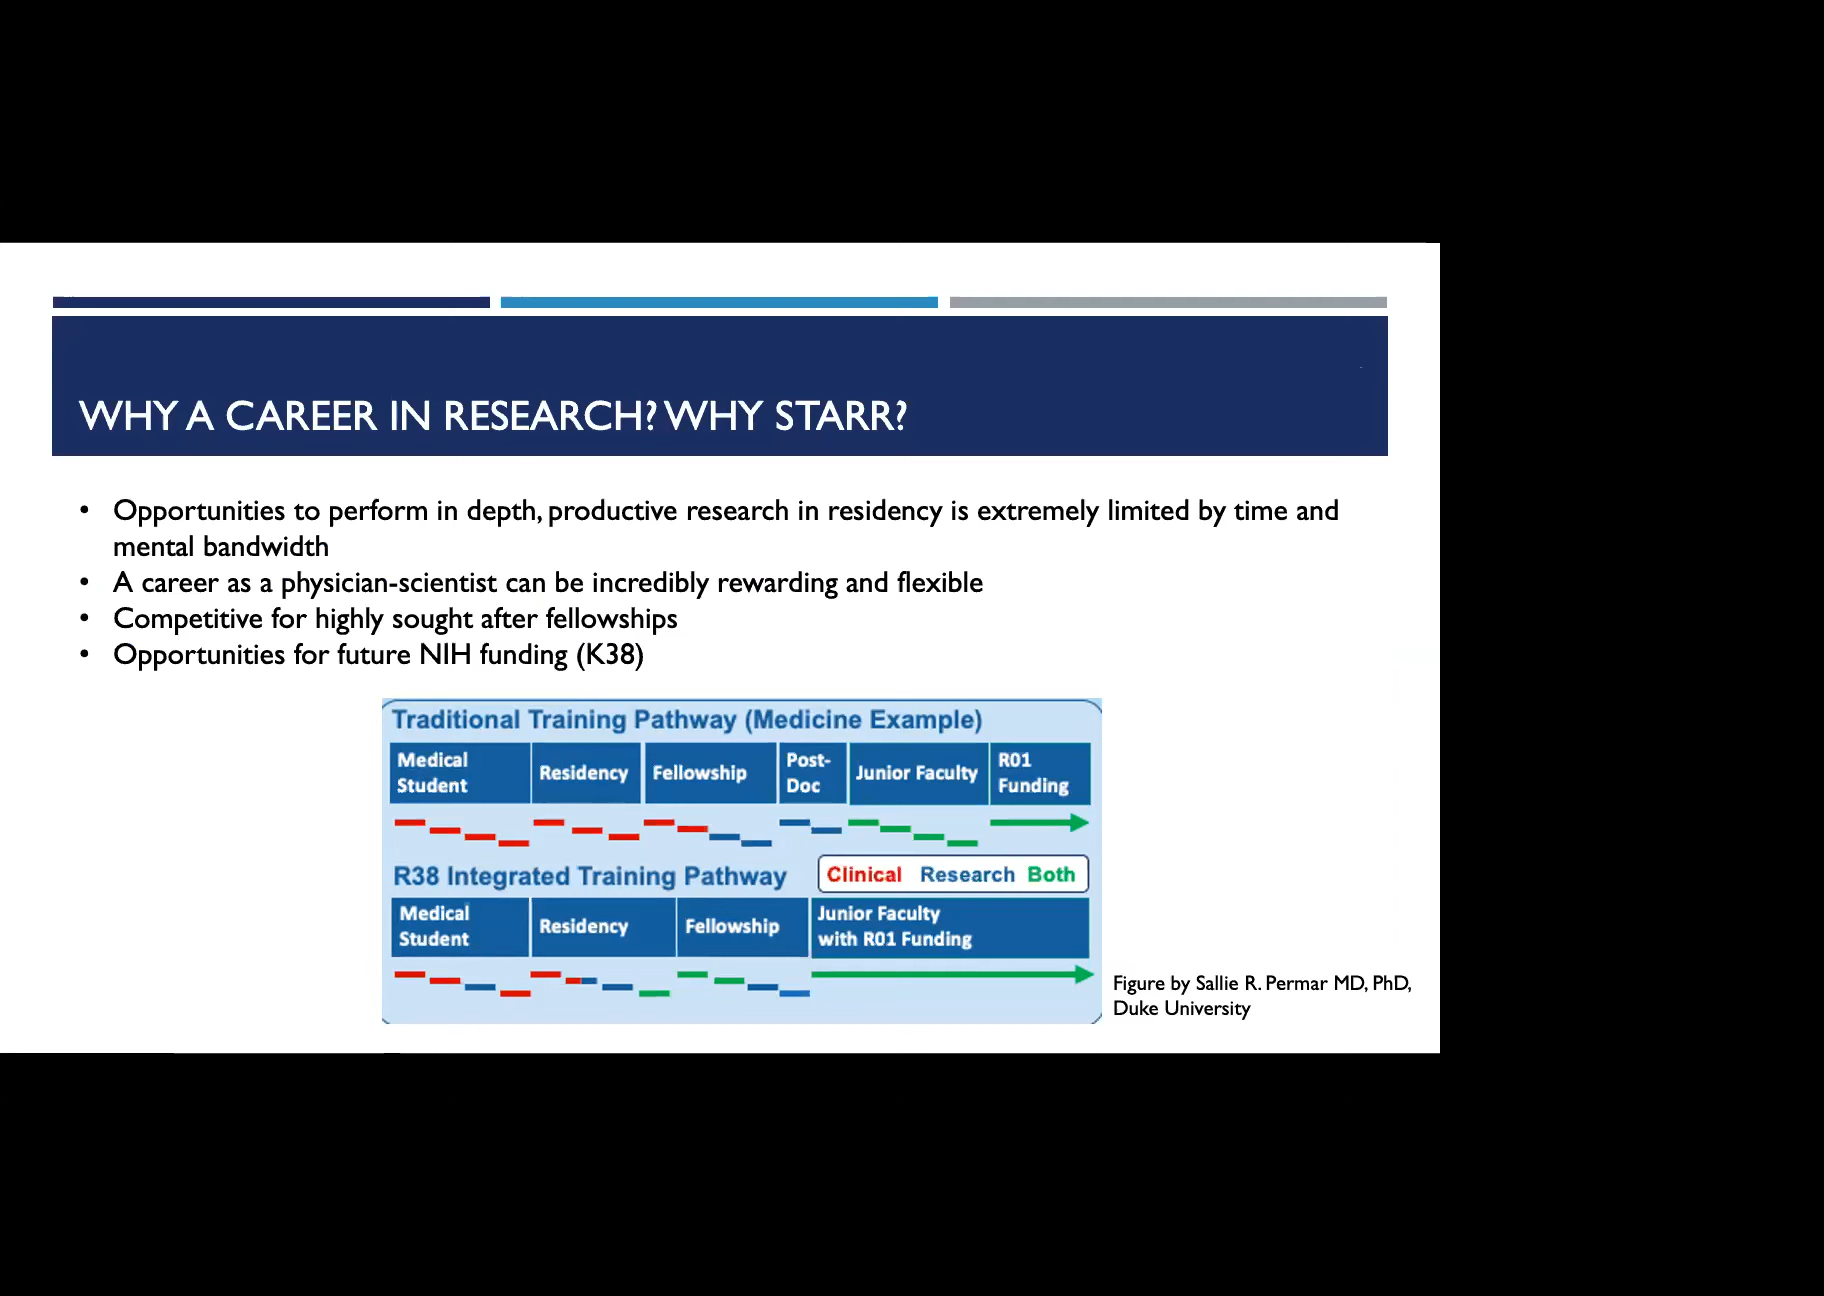 WHY A CAREER IN RESEARCH? WHY STARR?
• Opportunities to perform in depth, productive research in residency is extremely limited by time and
mental bandwidth
• A career as a physician-scientist can be incredibly rewarding and flexible
• Competitive for highly sought after fellowships
• Opportunities for future NIH funding (K38)
Traditional Training Pathway (Medicine Example)
Medical
Student
Residency
Fellowship
Post-
Doc
Junior Faculty
R01
Funding
R38 Integrated Training Pathway
Clinical Research Both
Medical
Student
Residency
Fellowship
Junior Faculty
with R01 Funding
Figure by Sallie R. Permar MD, PhD,
Duke University